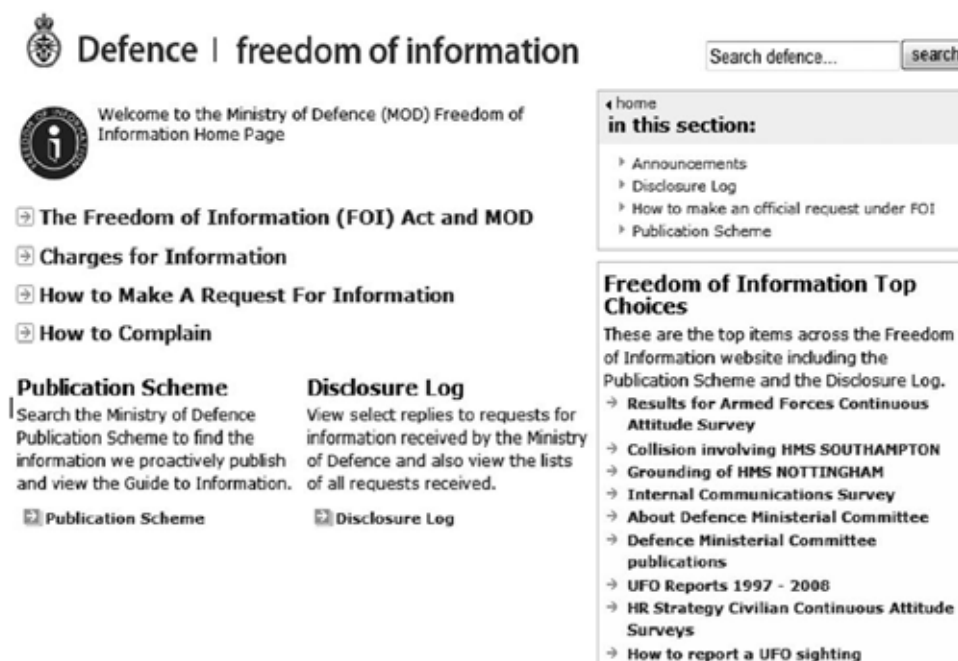 Defence | freedom of information
Search defence... search
FREEDOM OF INFORMATION
Welcome to the Ministry of Defence (MOD) Freedom of
Information Home Page
The Freedom of Information (FOI) Act and MOD
Charges for Information
How to Make A Request For Information
How to Complain
Publication Scheme
Search the Ministry of Defence
Publication Scheme to find the
information we proactively publish
and view the Guide to Information.
Publication Scheme
Disclosure Log
View select replies to requests for
information received by the Ministry
of Defence and also view the lists
of all requests received.
Disclosure Log
home
in this section:
Announcements
Disclosure Log
How to make an official request under FOI
Publication Scheme
Freedom of Information Top
Choices
These are the top items across the Freedom
of Information website including the
Publication Scheme and the Disclosure Log.
Results for Armed Forces Continuous
Attitude Survey
Collision involving HMS SOUTHAMPTON
Grounding of HMS NOTTINGHAM
Internal Communications Survey
About Defence Ministerial Committee
Defence Ministerial Committee
publications
UFO Reports 1997 - 2008
HR Strategy Civilian Continuous Attitude
Surveys
How to report a UFO sighting